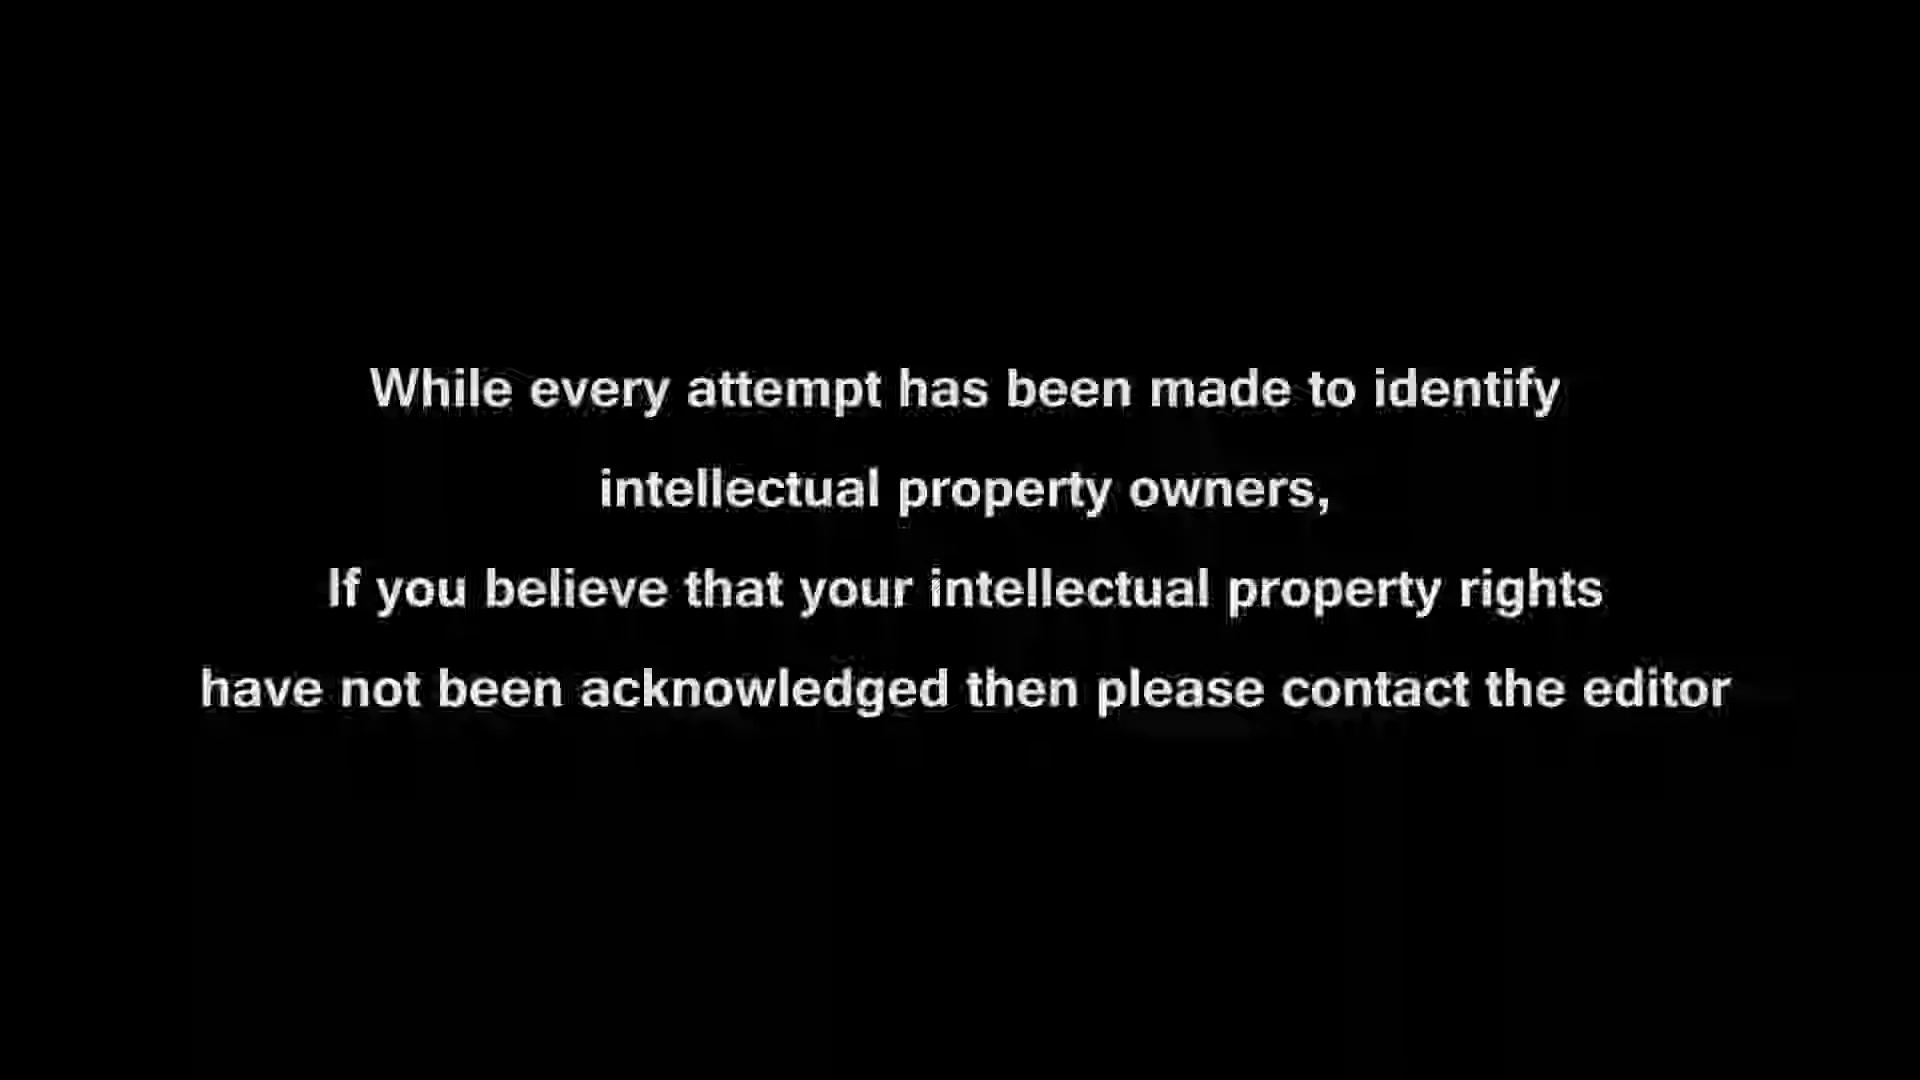 While every attempt has been made to identify
intellectual property owners,
If you believe that your intellectual property rights
have not been acknowledged then please contact the editor